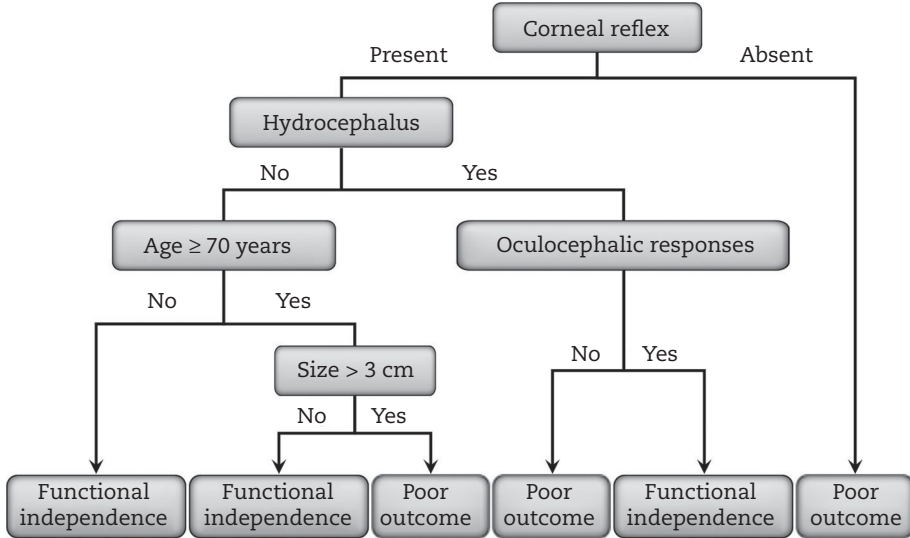 Corneal reflex
Present
Absent
Hydrocephalus
No
Yes
Age ≥ 70 years
Oculocephalic responses
No
Yes
Size > 3 cm
No
Yes
No
Yes
Functional
independence
Functional
independence
Poor
outcome
Poor
outcome
Functional
independence
Poor
outcome